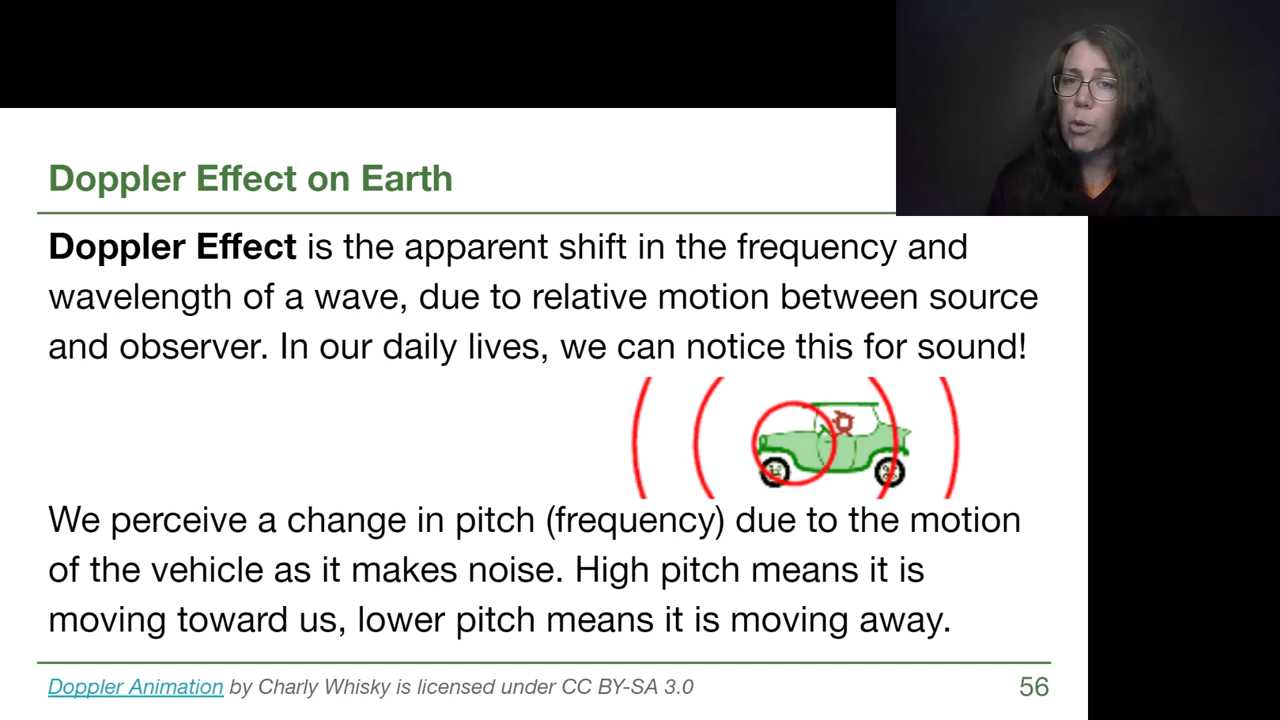 Doppler Effect on Earth
Doppler Effect is the apparent shift in the frequency and
wavelength of a wave, due to relative motion between source
and observer. In our daily lives, we can notice this for sound!
We perceive a change in pitch (frequency) due to the motion
of the vehicle as it makes noise. High pitch means it is
moving toward us, lower pitch means it is moving away.
Doppler Animation by Charly Whisky is licensed under CC BY-SA 3.0
56